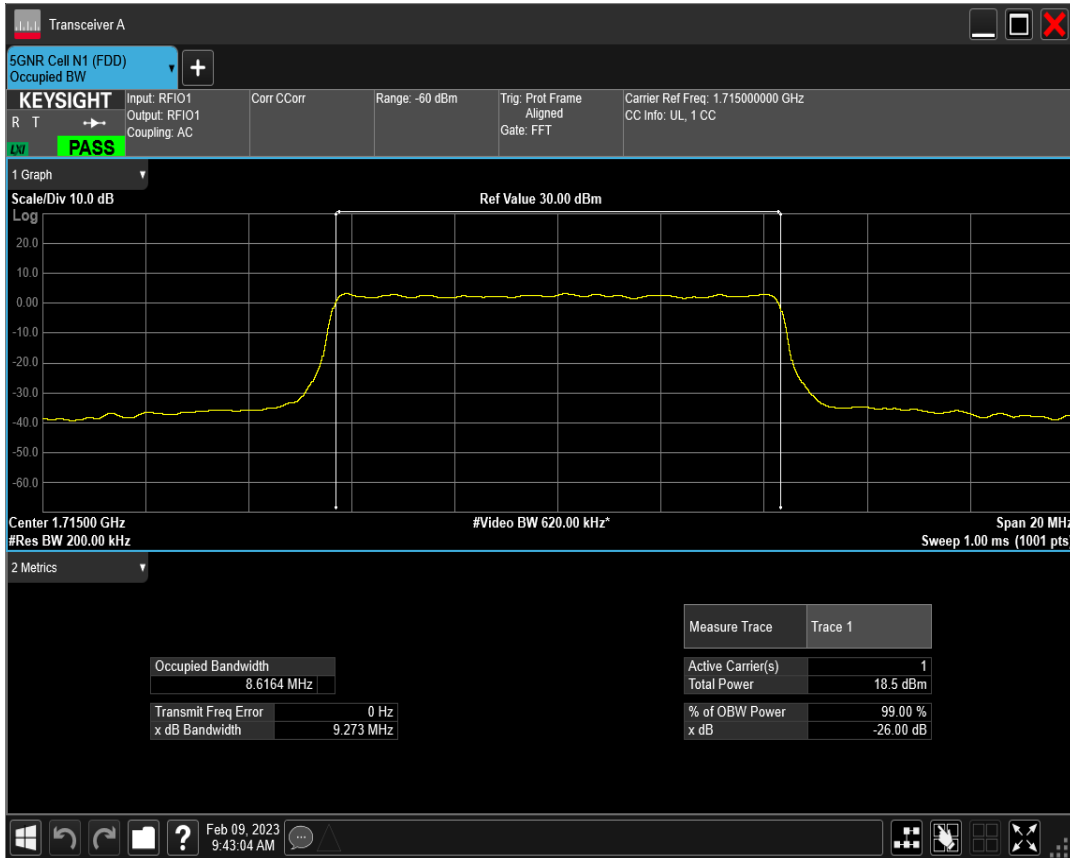 Transceiver A
5GNR Cell N1 (FDD)
Occupied BW
+
KEYSIGHT
R T
LXI
PASS
Input: RFIO1
Output: RFIO1
Coupling: AC
Corr CCorr
Range: -60 dBm
Trig: Prot Frame
Aligned
Gate: FFT
Carrier Ref Freq: 1.715000000 GHz
CC Info: UL, 1 CC
1 Graph
Scale/Div 10.0 dB
Ref Value 30.00 dBm
Log
20.0
10.0
0.00
-10.0
-20.0
-30.0
-40.0
-50.0
-60.0
Center 1.71500 GHz
#Video BW 620.00 kHz*
Span 20 MHz
#Res BW 200.00 kHz
Sweep 1.00 ms (1001 pts)
2 Metrics
Measure Trace Trace 1
Occupied Bandwidth
8.6164 MHz
Active Carrier(s) 1
Total Power 18.5 dBm
Transmit Freq Error 0 Hz
x dB Bandwidth 9.273 MHz
% of OBW Power 99.00 %
x dB -26.00 dB
?
Feb 09, 2023
9:43:04 AM